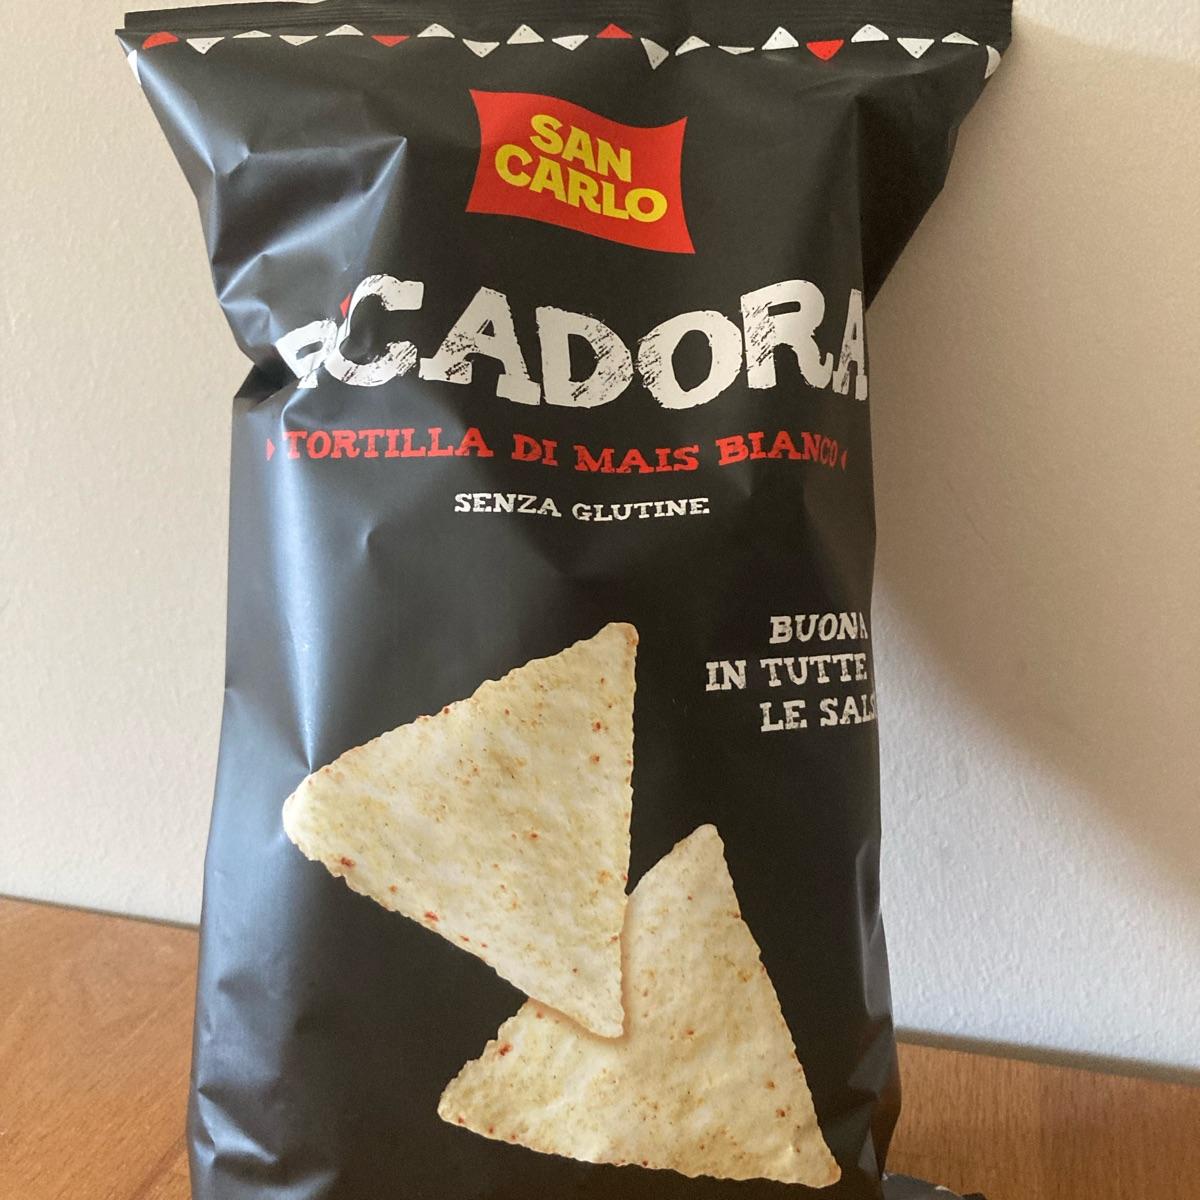 SAN
CARLO
CADORA
TORTILLA DI MAIS BIANCO
SENZA GLUTINE
BUONA
IN TUTTE
LE SALS